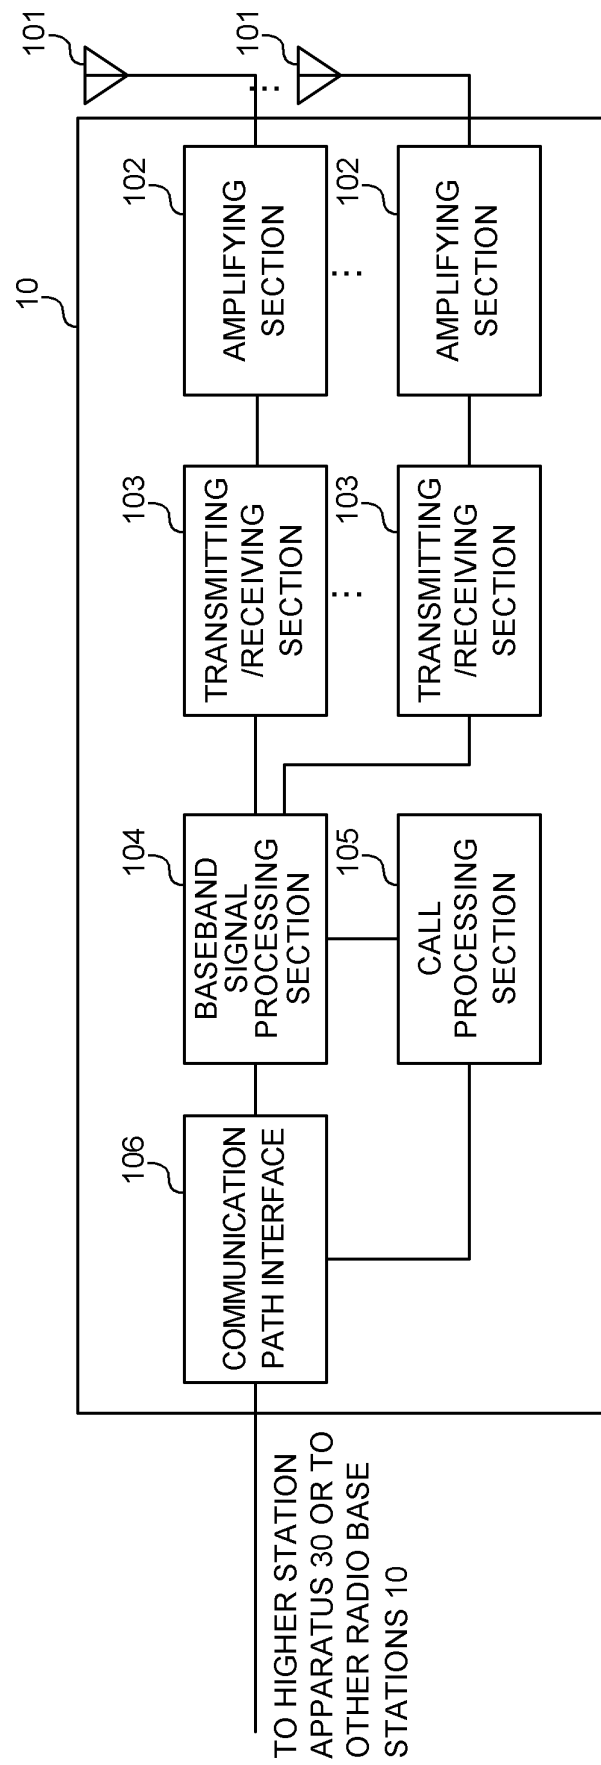 10
101
101
102
AMPLIFYING
SECTION
102
AMPLIFYING
SECTION
...
...
103
TRANSMITTING
/RECEIVING
SECTION
103
TRANSMITTING
/RECEIVING
SECTION
...
104
BASEBAND
SIGNAL
PROCESSING
SECTION
105
CALL
PROCESSING
SECTION
106
COMMUNICATION
PATH INTERFACE
TO HIGHER STATION
APPARATUS 30 OR TO
OTHER RADIO BASE
STATIONS 10